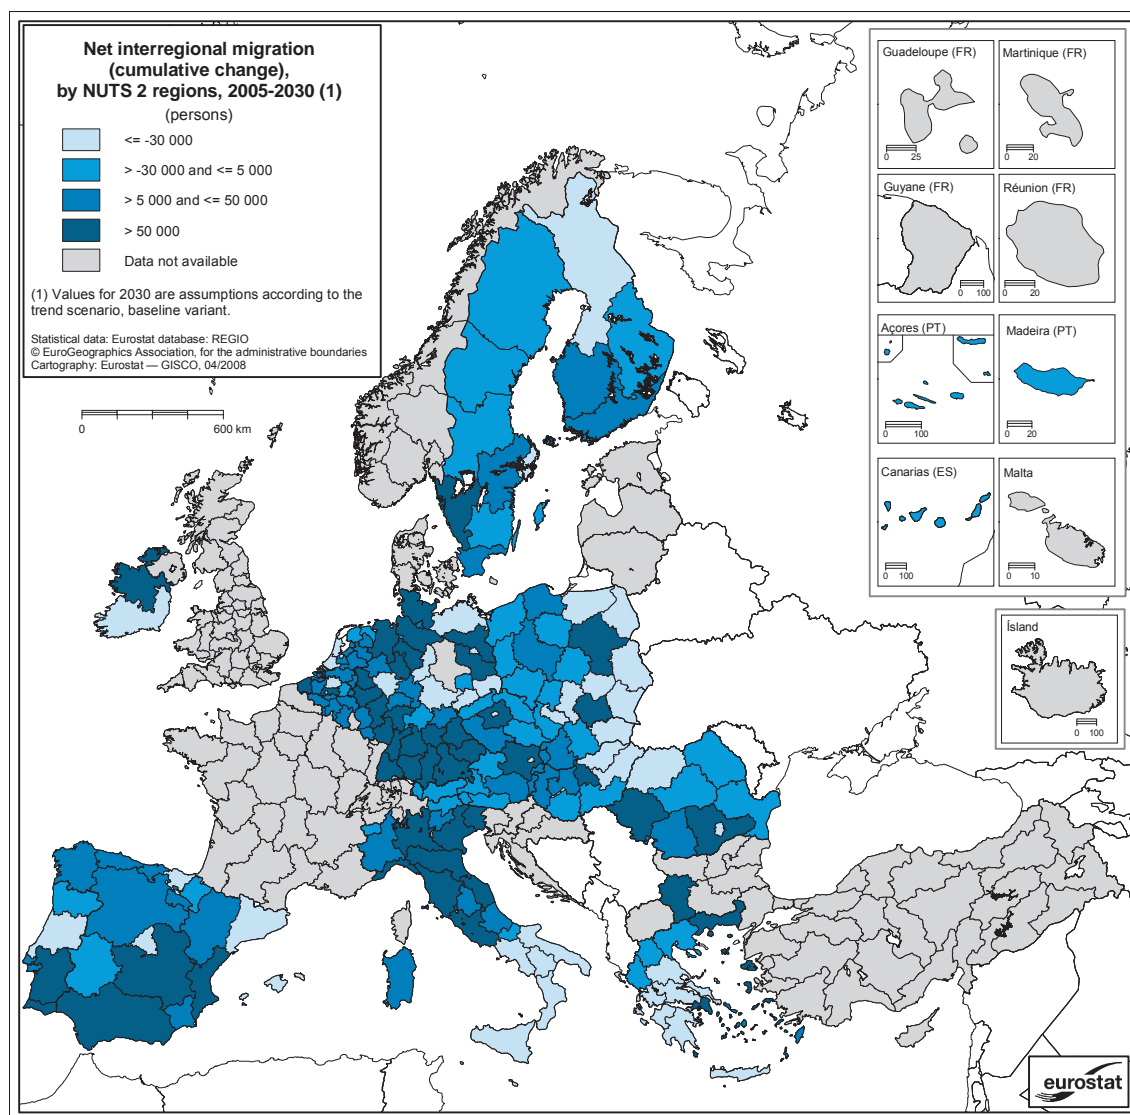 Net interregional migration
(cumulative change),
by NUTS 2 regions, 2005-2030 (1)
(persons)
<= -30 000
> -30 000 and <= 5 000
> 5 000 and <= 50 000
> 50 000
Data not available
(1) Values for 2030 are assumptions according to the
trend scenario, baseline variant.
Statistical data: Eurostat database: REGIO
© EuroGeographics Association, for the administrative boundaries
Cartography: Eurostat — GISCO, 04/2008
0 600 km
Guadeloupe (FR)
0 25
Martinique (FR)
0 20
Guyane (FR)
0 100
Réunion (FR)
0 20
Açores (PT)
0 100
Madeira (PT)
0 20
Canarias (ES)
0 100
Malta
0 10
Ísland
0 100
eurostat